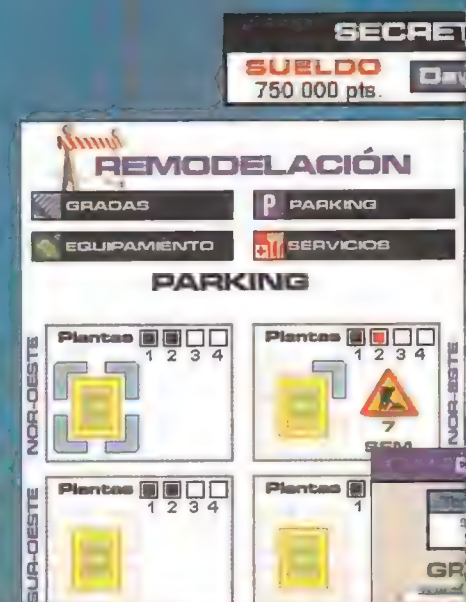 SUELDO
750 000 pts.
REMODELACIÓN
GRADAS
P PARKING
EQUIPAMIENTO
SERVICIOS
PARKING
NOR-OESTE
Plantas
1 2 3 4
Plantas
1 2 3 4
7
SEM
NOR-ESTE
SUR-OESTE
Plantas
1 2 3 4
Plantas
1